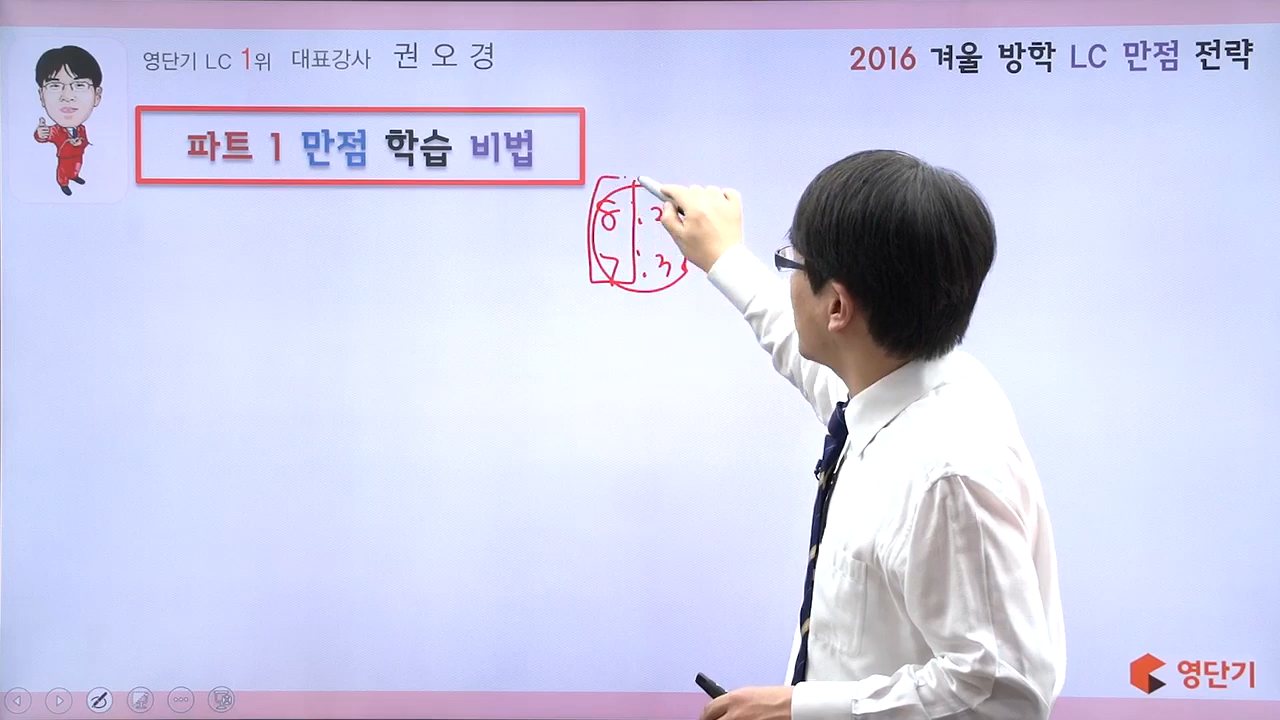 영단기 LC 1위 대표강사 권오경
2016 겨울 방학 LC 만점 전략
파트 1 만점 학습 비법
8 : 2
7 : 3
영단기